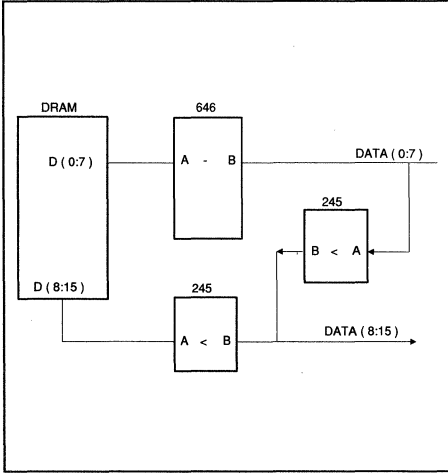 DRAM
646
D ( 0:7 )
A - B
DATA ( 0:7 )
245
B < A
D ( 8:15 )
245
A < B
DATA ( 8:15 )